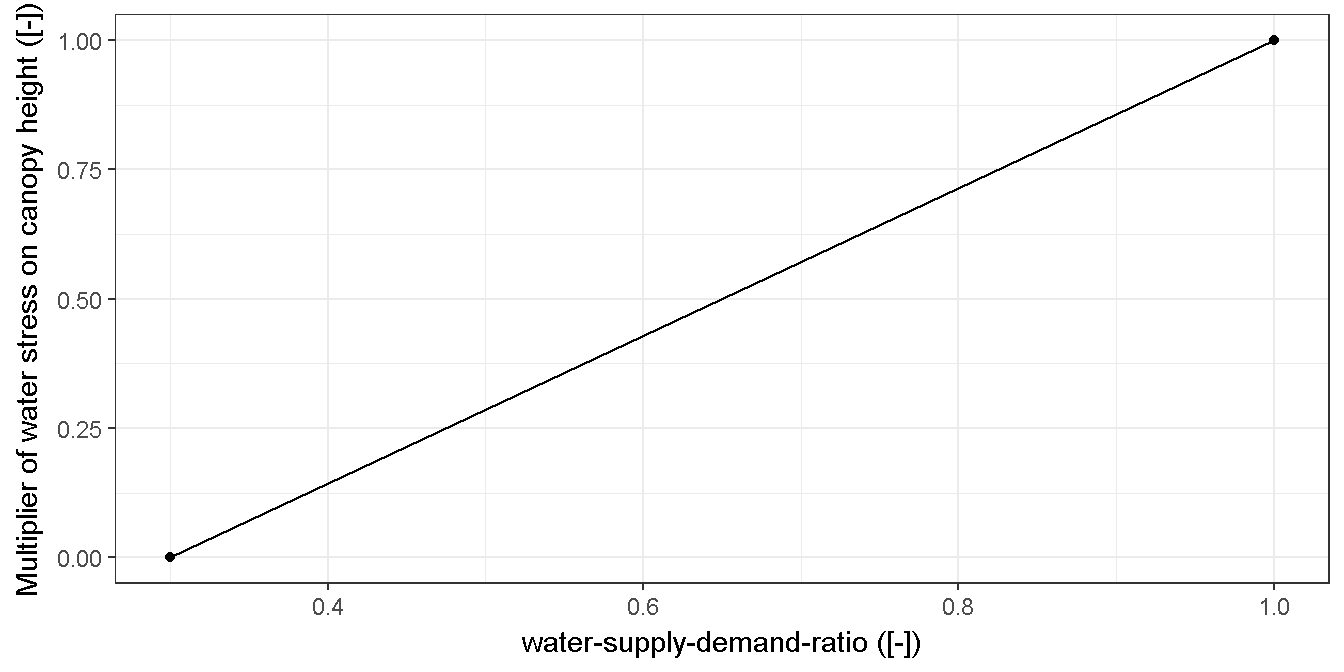 Multiplier of water stress on canopy height ([-])
1.00
0.75
0.50
0.25
0.00
0.4 0.6 0.8 1.0
water-supply-demand-ratio ([-])